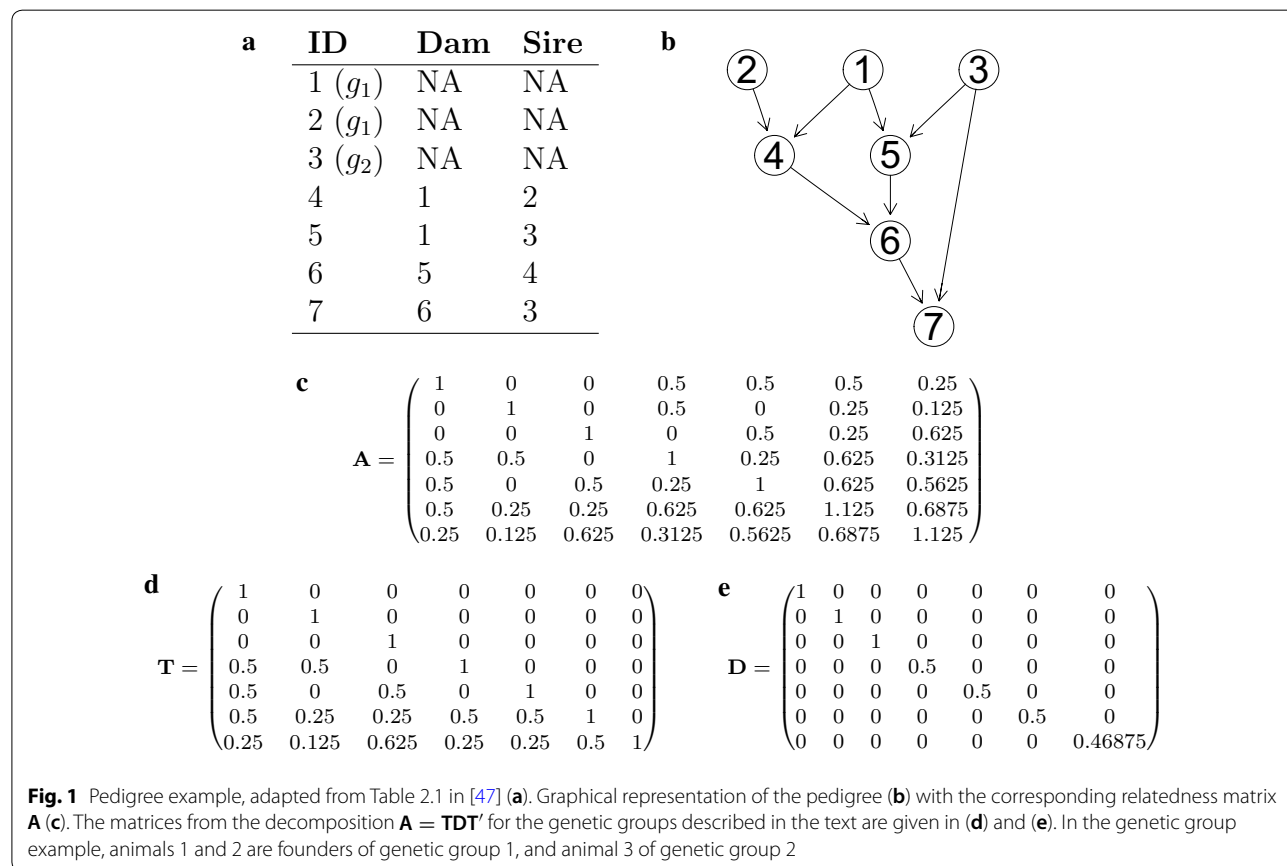 a
ID Dam Sire
1 (g₁) NA NA
2 (g₁) NA NA
3 (g₂) NA NA
4 1 2
5 1 3
6 5 4
7 6 3
b
2 1 3
4 5
6
7
c
A =
1 0 0 0.5 0.5 0.5 0.25
0 1 0 0.5 0 0.25 0.125
0 0 1 0 0.5 0.25 0.625
0.5 0.5 0 1 0.25 0.625 0.3125
0.5 0 0.5 0.25 1 0.625 0.5625
0.5 0.25 0.25 0.625 0.625 1.125 0.6875
0.25 0.125 0.625 0.3125 0.5625 0.6875 1.125
d
T =
1 0 0 0 0 0 0
0 1 0 0 0 0 0
0 0 1 0 0 0 0
0.5 0.5 0 1 0 0 0
0.5 0 0.5 0 1 0 0
0.5 0.25 0.25 0.5 0.5 1 0
0.25 0.125 0.625 0.25 0.25 0.5 1
e
D =
1 0 0 0 0 0 0
0 1 0 0 0 0 0
0 0 1 0 0 0 0
0 0 0 0.5 0 0 0
0 0 0 0 0.5 0 0
0 0 0 0 0 0.5 0
0 0 0 0 0 0 0.46875
Fig. 1 Pedigree example, adapted from Table 2.1 in [47] (a). Graphical representation of the pedigree (b) with the corresponding relatedness matrix
A (c). The matrices from the decomposition A = TDT′ for the genetic groups described in the text are given in (d) and (e). In the genetic group
example, animals 1 and 2 are founders of genetic group 1, and animal 3 of genetic group 2